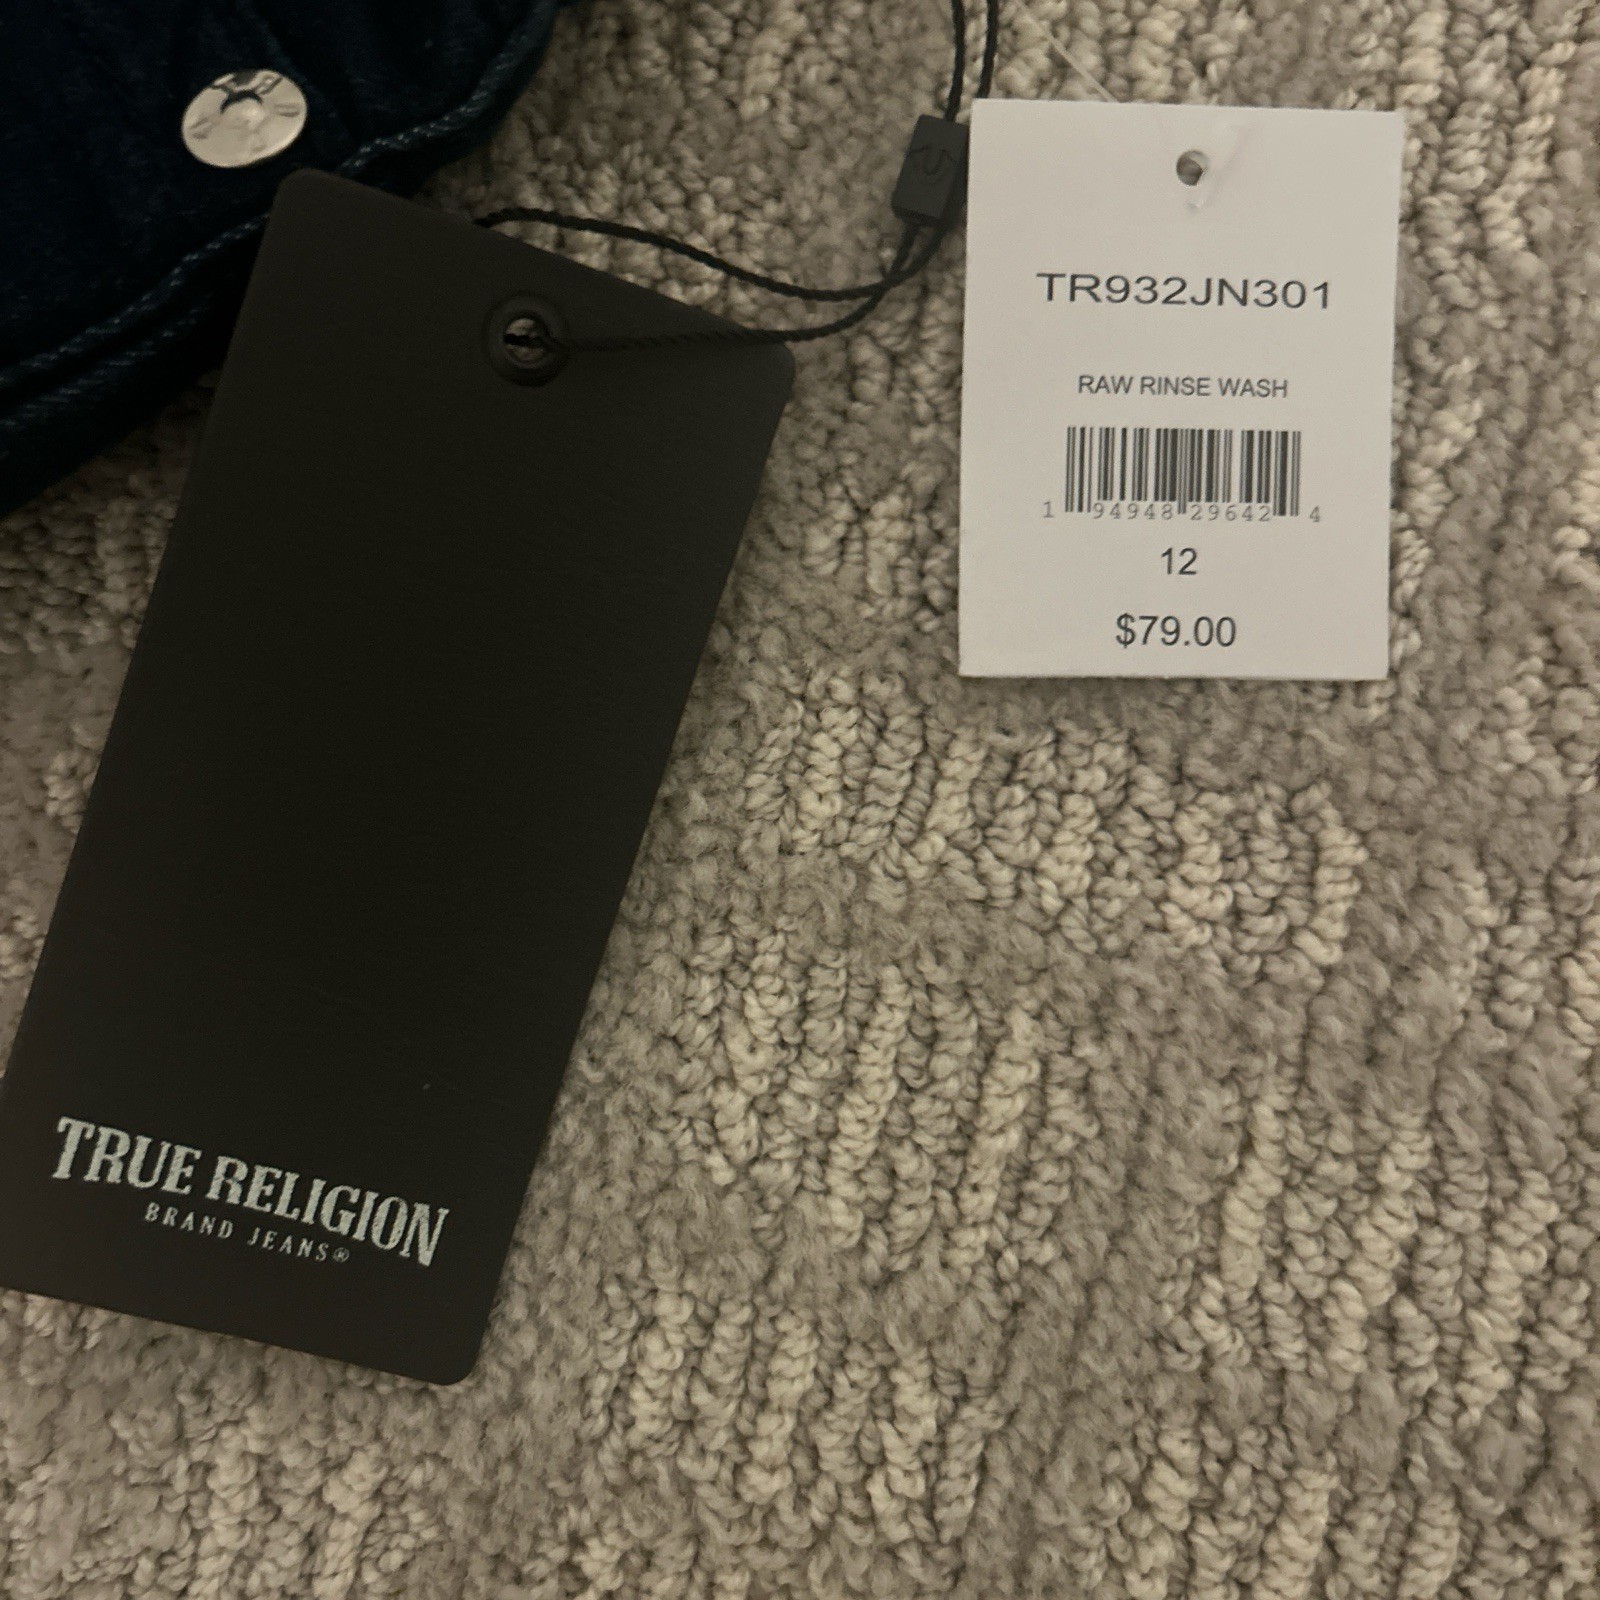 TRUE RELIGION
BRAND JEANS®
TR932JN301
RAW RINSE WASH
1 94948 29642 4
12
$79.00